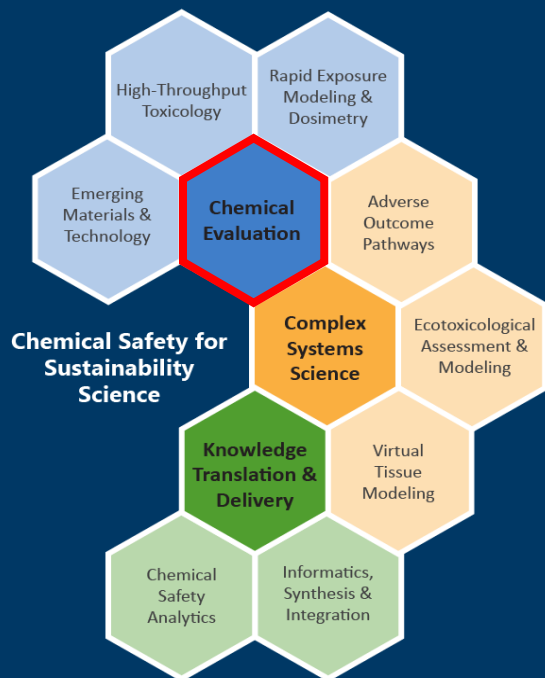 High-Throughput
Toxicology
Rapid Exposure
Modeling &
Dosimetry
Emerging
Materials &
Technology
Chemical
Evaluation
Adverse
Outcome
Pathways
Chemical Safety for
Sustainability
Science
Complex
Systems
Science
Ecotoxicological
Assessment &
Modeling
Knowledge
Translation &
Delivery
Virtual
Tissue
Modeling
Chemical
Safety
Analytics
Informatics,
Synthesis &
Integration